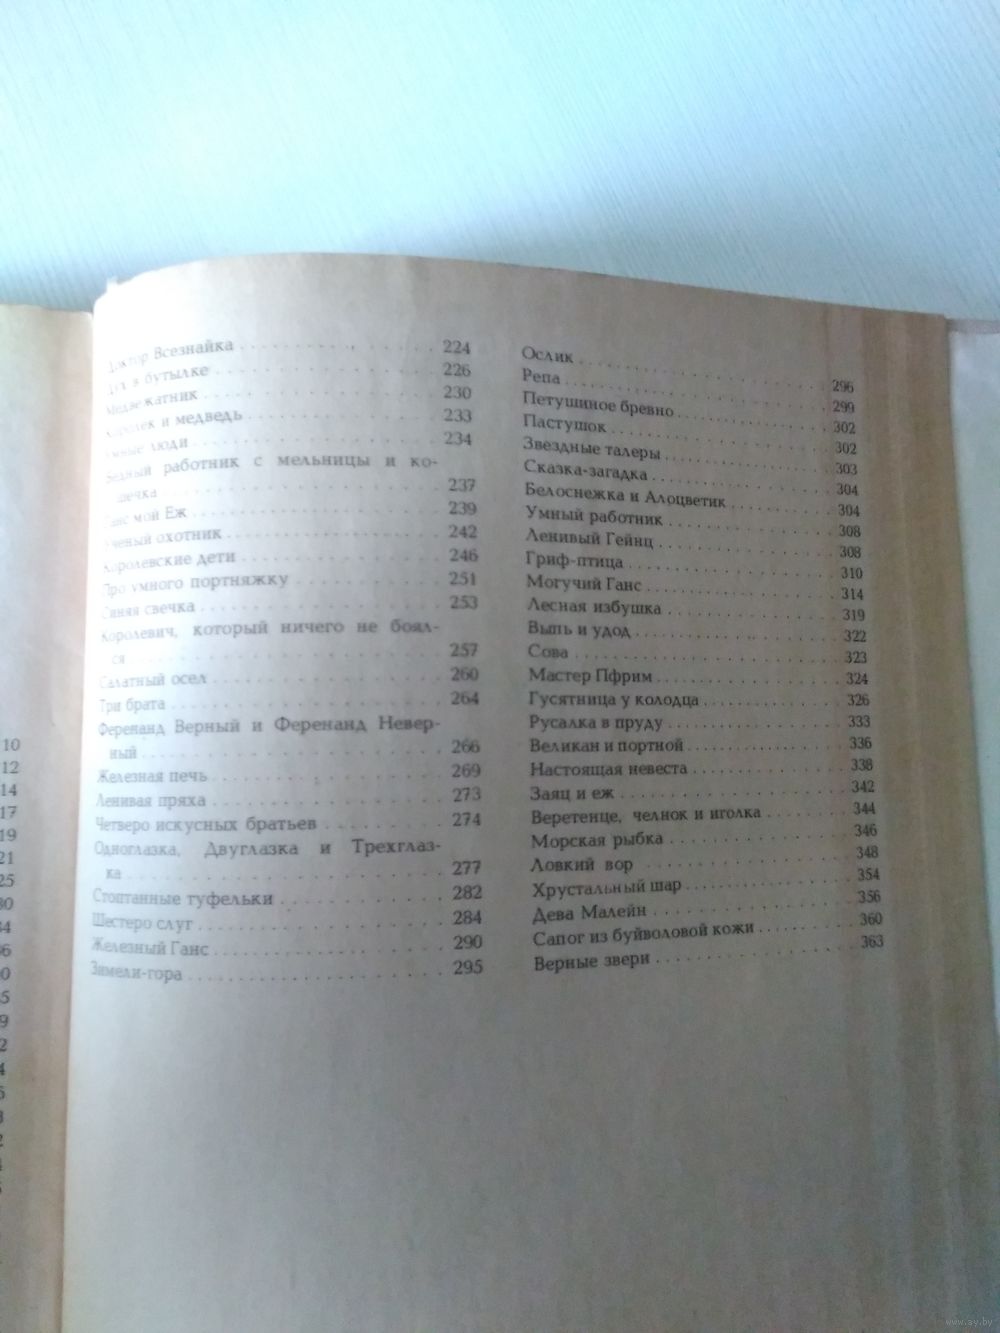 10
12
14
17
19
21
25
30
34
36
Доктор Всезнайка 224
Дух в бутылке 226
Медвежатник 230
Королек и медведь 233
Умные люди 234
Бедный работник с мельницы и ко-
шечка 237
Ганс мой Еж 239
Ученый охотник 242
Королевские дети 246
Про умного портняжку 251
Синяя свечка 253
Королевич, который ничего не боял-
ся 257
Салатный осел 260
Три брата 264
Ференанд Верный и Ференанд Невер-
ный 266
Железная печь 269
Ленивая пряха 273
Четверо искусных братьев 274
Одноглазка, Двуглазка и Трехглаз-
ка 277
Стоптанные туфельки 282
Шестеро слуг 284
Железный Ганс 290
Зимели-гора 295
Ослик 296
Репа 299
Петушиное бревно 302
Пастушок 302
Звездные талеры 303
Сказка-загадка 304
Белоснежка и Алоцветик 304
Умный работник 308
Ленивый Гейнц 308
Гриф-птица 310
Могучий Ганс 314
Лесная избушка 319
Выпь и удод 322
Сова 323
Мастер Пфрим 324
Гусятница у колодца 326
Русалка в пруду 333
Великан и портной 336
Настоящая невеста 338
Заяц и еж 342
Веретенце, челнок и иголка 344
Морская рыбка 346
Ловкий вор 348
Хрустальный шар 354
Дева Малейн 356
Сапог из буйволовой кожи 360
Верные звери 363
www.ay.by